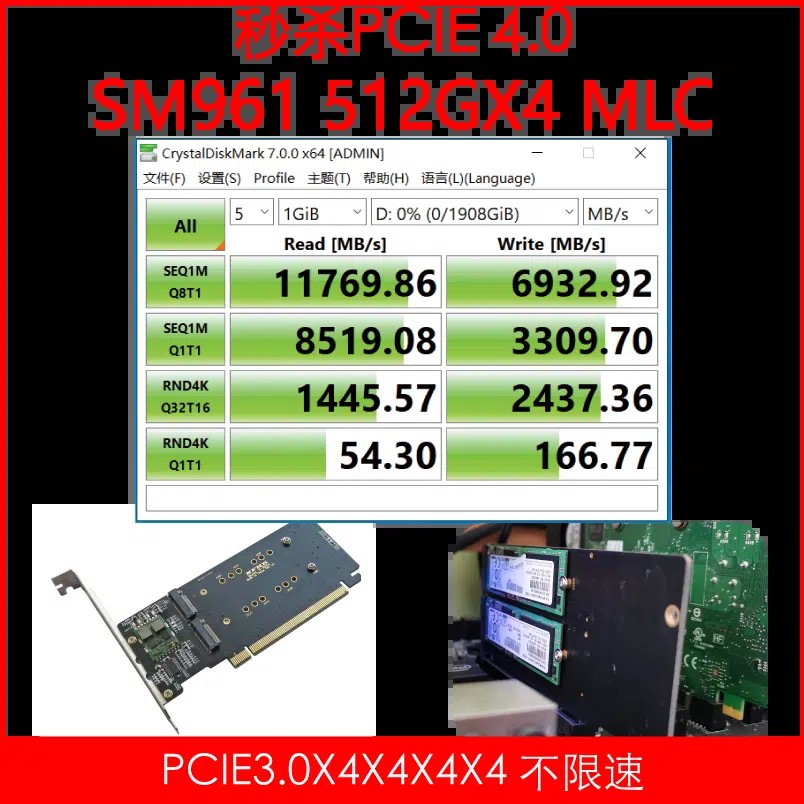 秒杀PCIE 4.0
SM961 512GX4 MLC
CrystalDiskMark 7.0.0 x64 [ADMIN]
文件(F) 设置(S) Profile 主题(T) 帮助(H) 语言(L)(Language)
All 5 1GiB D: 0% (0/1908GiB) MB/s
Read [MB/s] Write [MB/s]
SEQ1M
Q8T1
11769.86 6932.92
SEQ1M
Q1T1
8519.08 3309.70
RND4K
Q32T16
1445.57 2437.36
RND4K
Q1T1
54.30 166.77
PCIE3.0X4X4X4X4 不限速